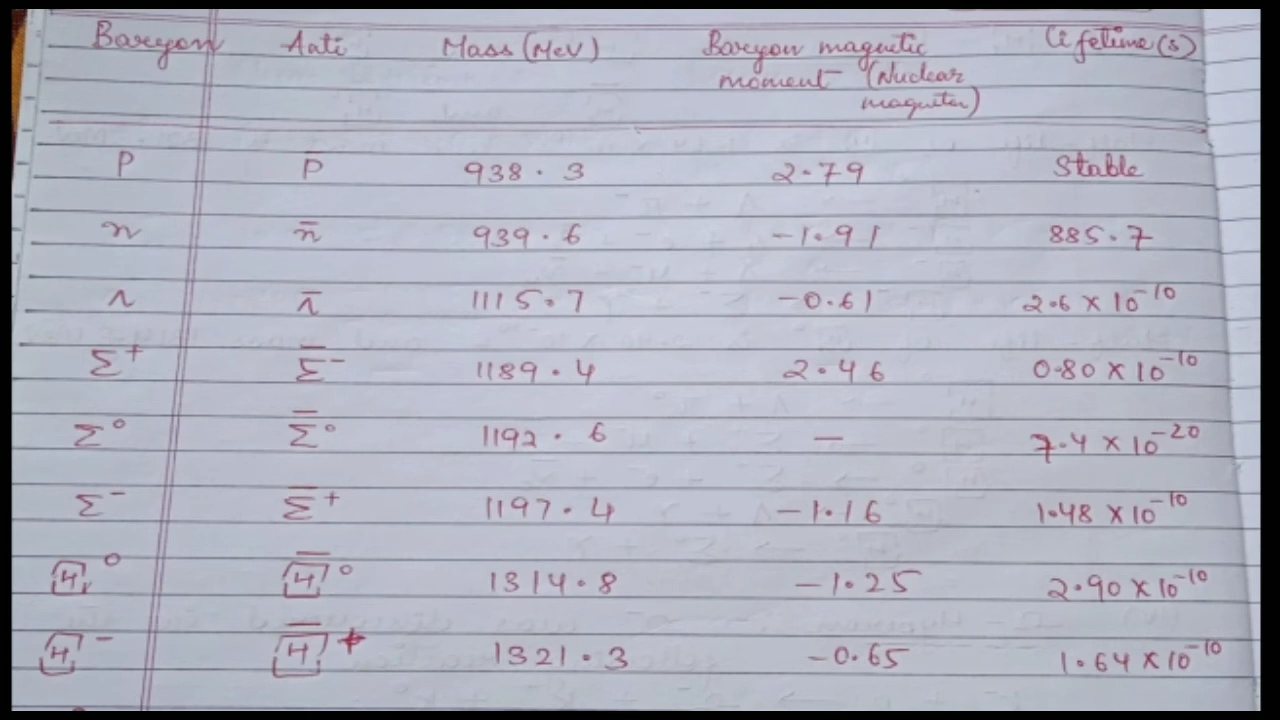 Baryon Anti Mass (MeV) Baryon magnetic Lifetime (s)
moment (Nuclear
magneton)
P P̅ 938.3 2.79 Stable
n n̅ 939.6 -1.91 885.7
Λ Λ̅ 1115.7 -0.61 2.6 × 10⁻¹⁰
Σ⁺ Σ̅⁻ 1189.4 2.46 0.80 × 10⁻¹⁰
Σ⁰ Σ̅⁰ 1192.6 — 7.4 × 10⁻²⁰
Σ⁻ Σ̅⁺ 1197.4 -1.16 1.48 × 10⁻¹⁰
Ξ⁰ Ξ̅⁰ 1314.8 -1.25 2.90 × 10⁻¹⁰
Ξ⁻ Ξ̅⁺ 1321.3 -0.65 1.64 × 10⁻¹⁰